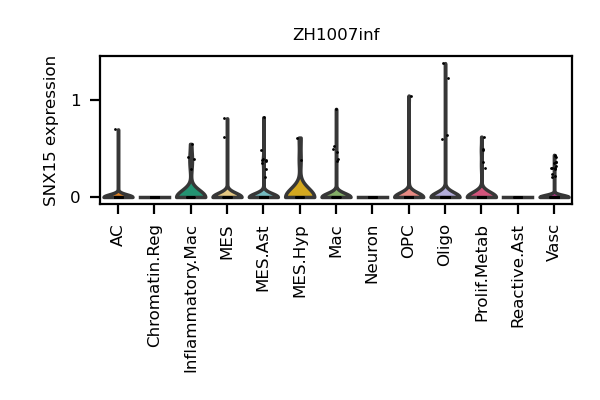 ZH1007inf
SNX15 expression
1
0
AC
Chromatin.Reg
Inflammatory.Mac
MES
MES.Ast
MES.Hyp
Mac
Neuron
OPC
Oligo
Prolif.Metab
Reactive.Ast
Vasc